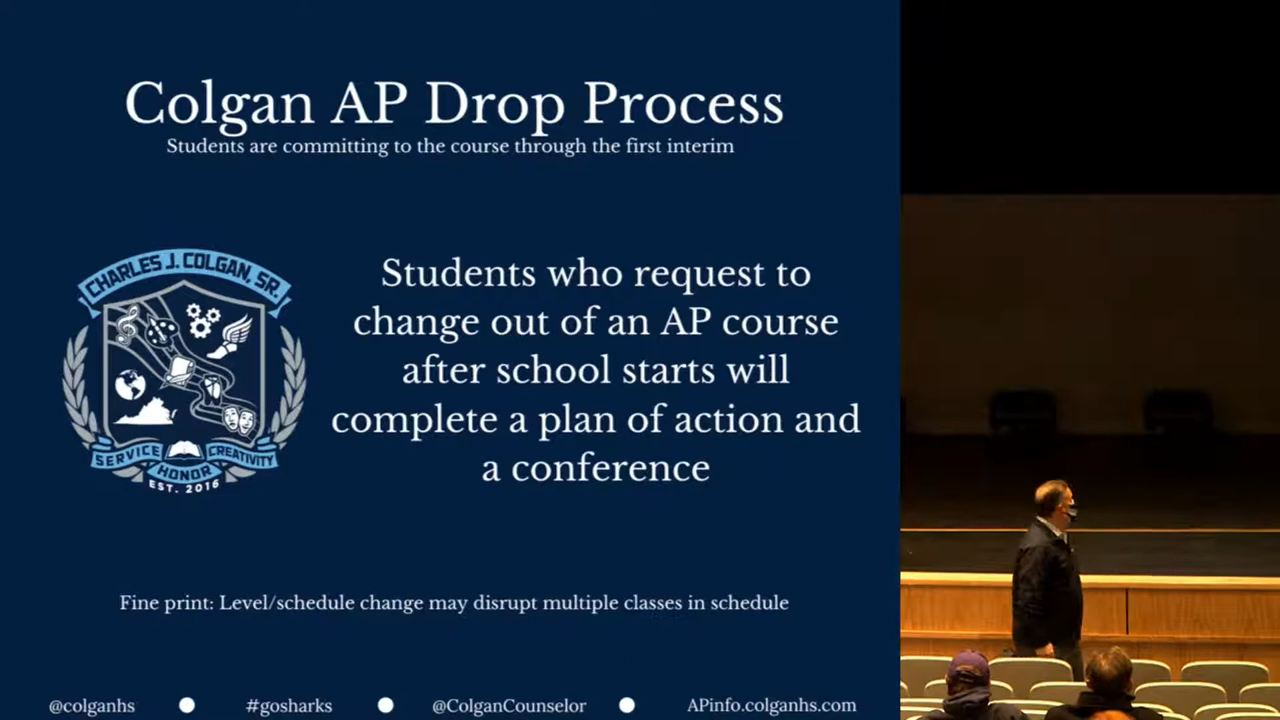 Colgan AP Drop Process
Students are committing to the course through the first interim
CHARLES J. COLGAN, SR.
SERVICE
HONOR
CREATIVITY
EST. 2016
Students who request to
change out of an AP course
after school starts will
complete a plan of action and
a conference
Fine print: Level/schedule change may disrupt multiple classes in schedule
@colganhs
#gosharks
@ColganCounselor
APinfo.colganhs.com